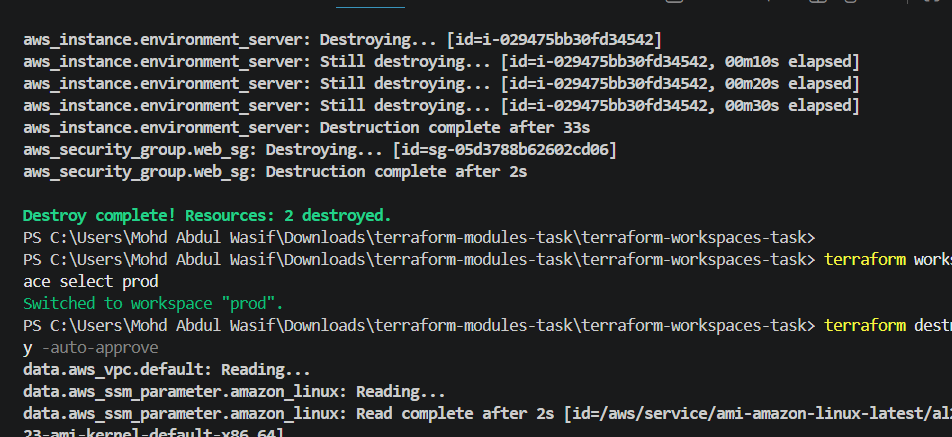 aws_instance.environment_server: Destroying... [id=i-029475bb30fd34542]
aws_instance.environment_server: Still destroying... [id=i-029475bb30fd34542, 00m10s elapsed]
aws_instance.environment_server: Still destroying... [id=i-029475bb30fd34542, 00m20s elapsed]
aws_instance.environment_server: Still destroying... [id=i-029475bb30fd34542, 00m30s elapsed]
aws_instance.environment_server: Destruction complete after 33s
aws_security_group.web_sg: Destroying... [id=sg-05d3788b62602cd06]
aws_security_group.web_sg: Destruction complete after 2s
Destroy complete! Resources: 2 destroyed.
PS C:\Users\Mohd Abdul Wasif\Downloads\terraform-modules-task\terraform-workspaces-task>
PS C:\Users\Mohd Abdul Wasif\Downloads\terraform-modules-task\terraform-workspaces-task> terraform works
ace select prod
Switched to workspace "prod".
PS C:\Users\Mohd Abdul Wasif\Downloads\terraform-modules-task\terraform-workspaces-task> terraform destr
y -auto-approve
data.aws_vpc.default: Reading...
data.aws_ssm_parameter.amazon_linux: Reading...
data.aws_ssm_parameter.amazon_linux: Read complete after 2s [id=/aws/service/ami-amazon-linux-latest/al2
23-ami-kernel-default-x86_64]